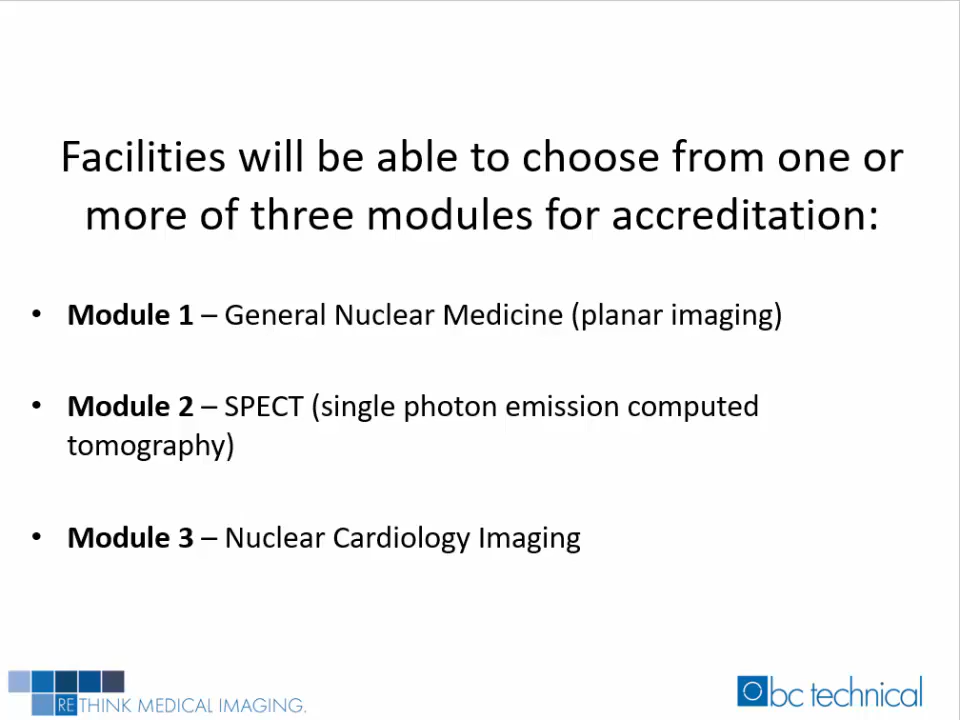 Facilities will be able to choose from one or
more of three modules for accreditation:
• Module 1 – General Nuclear Medicine (planar imaging)
• Module 2 – SPECT (single photon emission computed
tomography)
• Module 3 – Nuclear Cardiology Imaging
RETHINK MEDICAL IMAGING.
bc technical